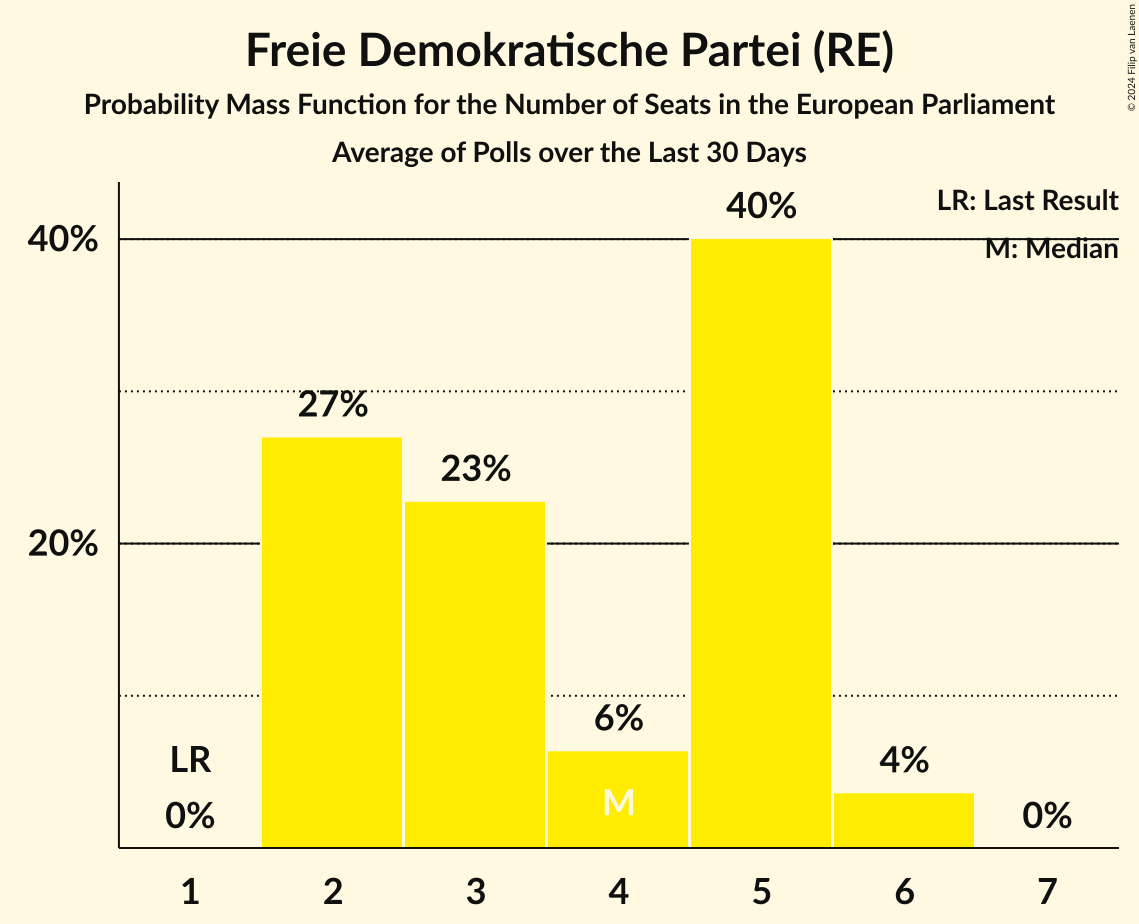 Freie Demokratische Partei (RE)
Probability Mass Function for the Number of Seats in the European Parliament
Average of Polls over the Last 30 Days
© 2024 Filip van Laenen
LR: Last Result
M: Median
40%
20%
40%
27%
23%
6%
4%
LR
0%
M
0%
1 2 3 4 5 6 7